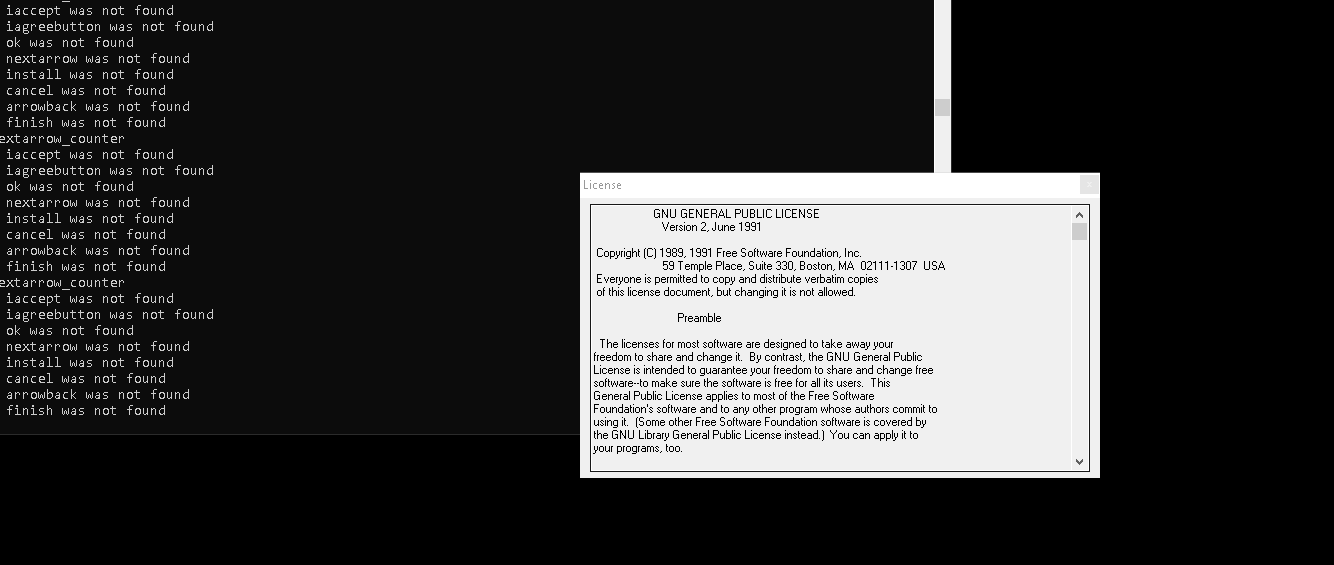 iaccept was not found
iagreebutton was not found
ok was not found
nextarrow was not found
install was not found
cancel was not found
arrowback was not found
finish was not found
extarrow_counter
iaccept was not found
iagreebutton was not found
ok was not found
nextarrow was not found
install was not found
cancel was not found
arrowback was not found
finish was not found
extarrow_counter
iaccept was not found
iagreebutton was not found
ok was not found
nextarrow was not found
install was not found
cancel was not found
arrowback was not found
finish was not found
License
GNU GENERAL PUBLIC LICENSE
Version 2, June 1991
Copyright (C) 1989, 1991 Free Software Foundation, Inc.
59 Temple Place, Suite 330, Boston, MA  02111-1307  USA
Everyone is permitted to copy and distribute verbatim copies
of this license document, but changing it is not allowed.
Preamble
The licenses for most software are designed to take away your
freedom to share and change it.  By contrast, the GNU General Public
License is intended to guarantee your freedom to share and change free
software--to make sure the software is free for all its users.  This
General Public License applies to most of the Free Software
Foundation's software and to any other program whose authors commit to
using it.  (Some other Free Software Foundation software is covered by
the GNU Library General Public License instead.)  You can apply it to
your programs, too.